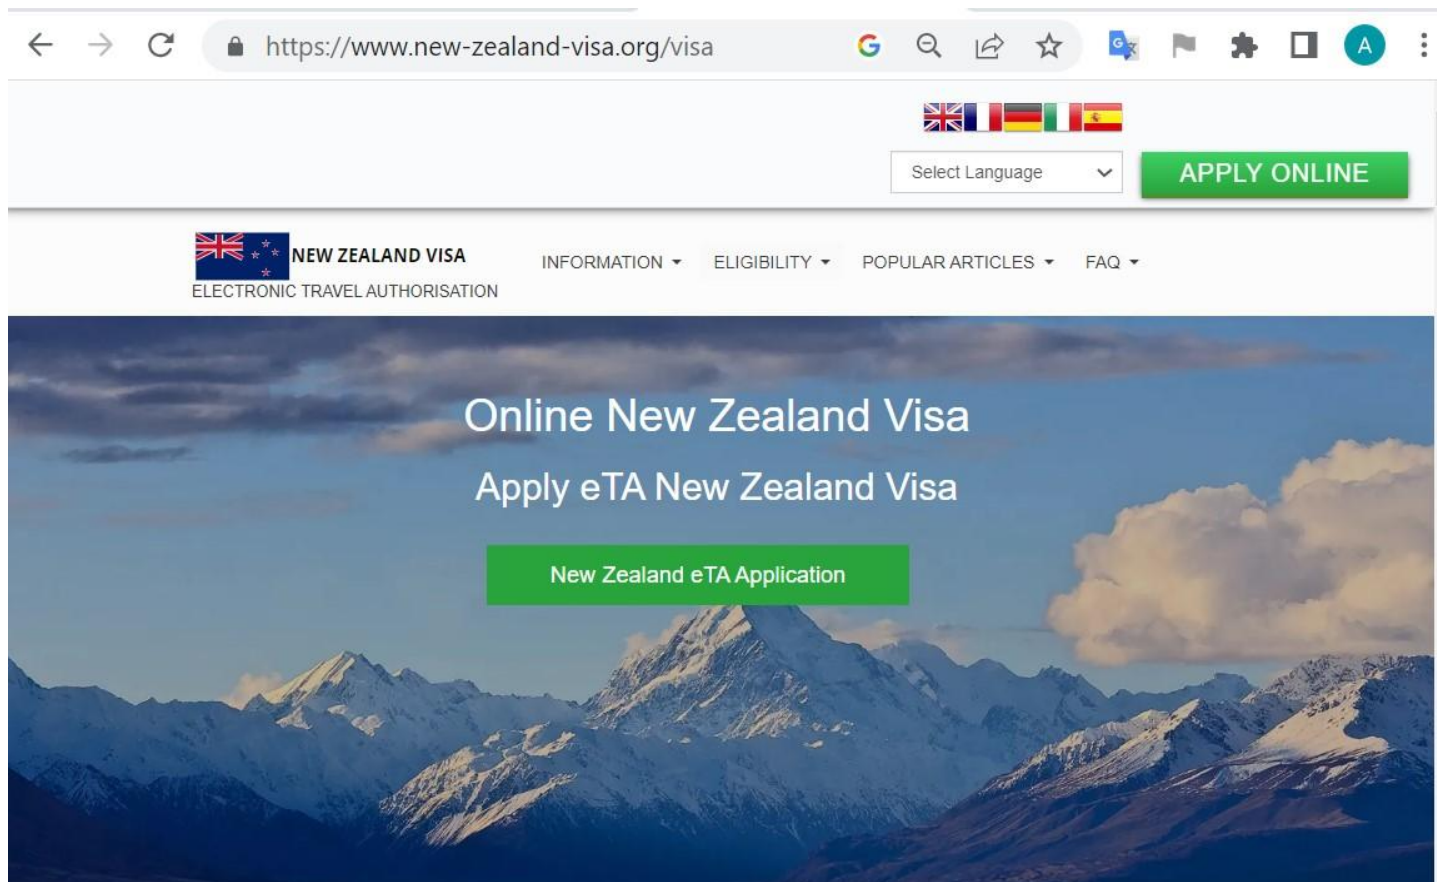 https://www.new-zealand-visa.org/visa
A
Select Language
APPLY ONLINE
NEW ZEALAND VISA
ELECTRONIC TRAVEL AUTHORISATION
INFORMATION
ELIGIBILITY
POPULAR ARTICLES
FAQ
Online New Zealand Visa
Apply eTA New Zealand Visa
New Zealand eTA Application